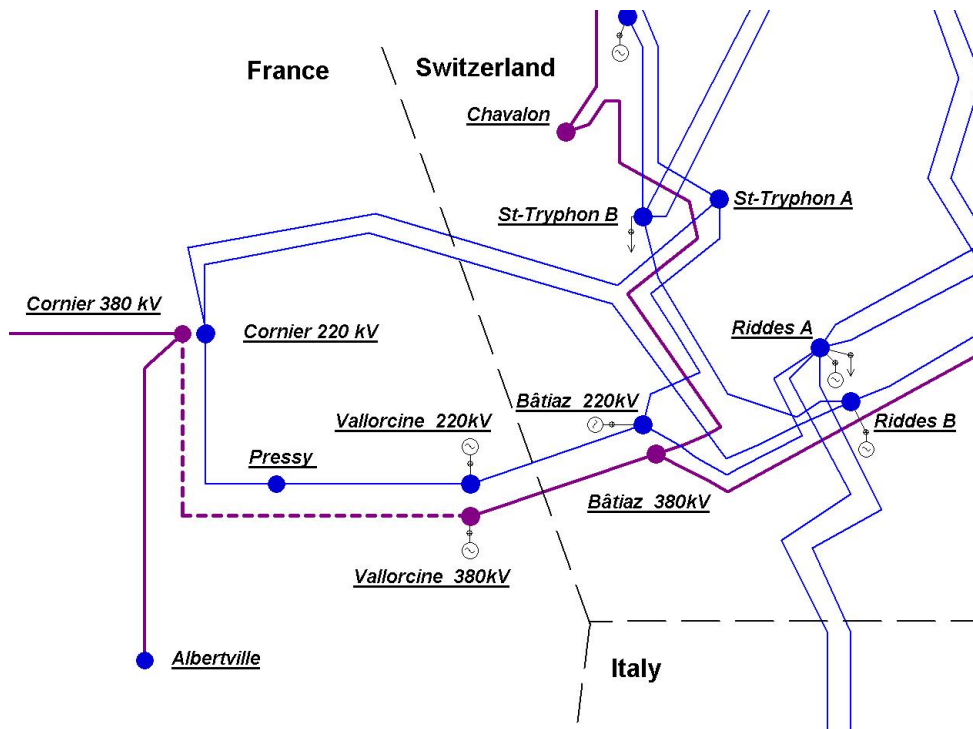 France
Switzerland
Chavalon
St-Tryphon B
St-Tryphon A
Cornier 380 kV
Cornier 220 kV
Riddes A
Bâtiaz 220kV
Vallorcine 220kV
Riddes B
Pressy
Bâtiaz 380kV
Vallorcine 380kV
Albertville
Italy